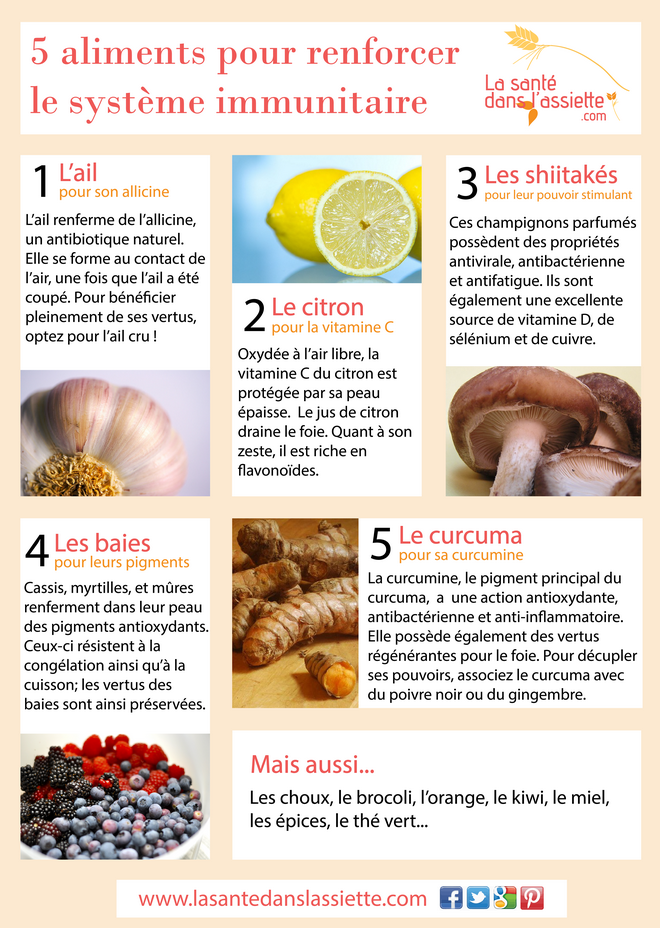 5 aliments pour renforcer
le système immunitaire
La santé
dans l'assiette
.com
1 L'ail
pour son allicine
L'ail renferme de l'allicine,
un antibiotique naturel.
Elle se forme au contact de
l'air, une fois que l'ail a été
coupé. Pour bénéficier
pleinement de ses vertus,
optez pour l'ail cru !
2 Le citron
pour la vitamine C
Oxydée à l'air libre, la
vitamine C du citron est
protégée par sa peau
épaisse. Le jus de citron
draine le foie. Quant à son
zeste, il est riche en
flavonoïdes.
3 Les shiitakés
pour leur pouvoir stimulant
Ces champignons parfumés
possèdent des propriétés
antivirale, antibactérienne
et antifatigue. Ils sont
également une excellente
source de vitamine D, de
sélénium et de cuivre.
4 Les baies
pour leurs pigments
Cassis, myrtilles, et mûres
renferment dans leur peau
des pigments antioxydants.
Ceux-ci résistent à la
congélation ainsi qu'à la
cuisson; les vertus des
baies sont ainsi préservées.
5 Le curcuma
pour sa curcumine
La curcumine, le pigment principal du
curcuma, a une action antioxydante,
antibactérienne et anti-inflammatoire.
Elle possède également des vertus
régénérantes pour le foie. Pour décupler
ses pouvoirs, associez le curcuma avec
du poivre noir ou du gingembre.
Mais aussi...
Les choux, le brocoli, l'orange, le kiwi, le miel,
les épices, le thé vert...
www.lasantedanslassiette.com